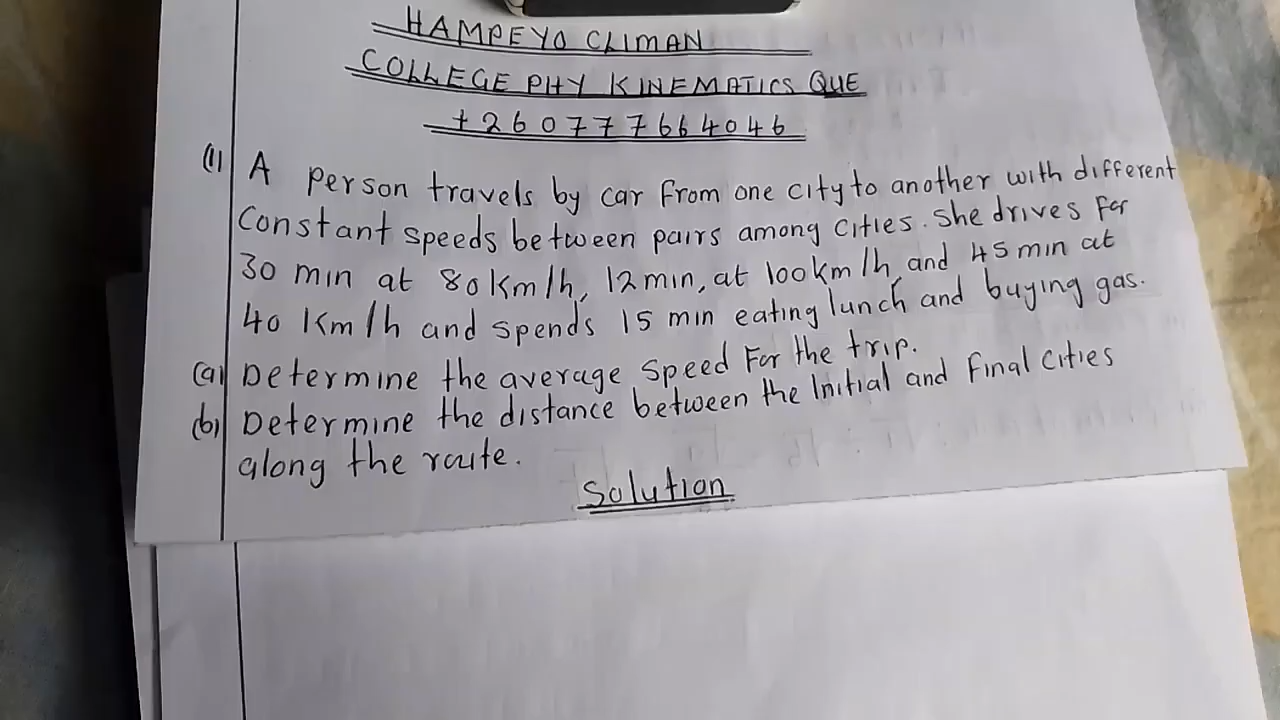 HAMPEYO CLIMAN
COLLEGE PHY KINEMATICS QUE
+260777664046
(1) A person travels by car from one city to another with different
Constant speeds between pairs among cities. She drives for
30 min at 80 Km/h, 12 min, at 100 km/h, and 45 min at
40 Km/h and spends 15 min eating lunch and buying gas.
(a) Determine the average speed For the trip.
(b) Determine the distance between the Initial and final Cities
along the route.
Solution